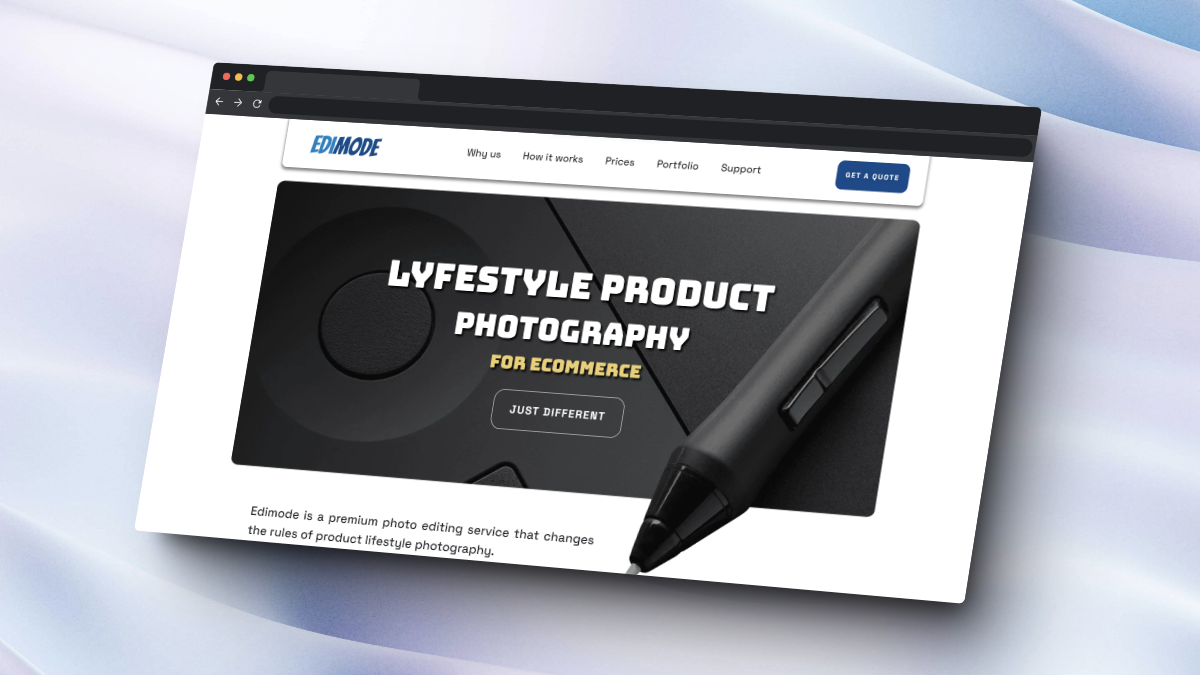 EDIMODE
Why us
How it works
Prices
Portfolio
Support
GET A QUOTE
LYFESTYLE PRODUCT
PHOTOGRAPHY
FOR ECOMMERCE
JUST DIFFERENT
Edimode is a premium photo editing service that changes
the rules of product lifestyle photography.